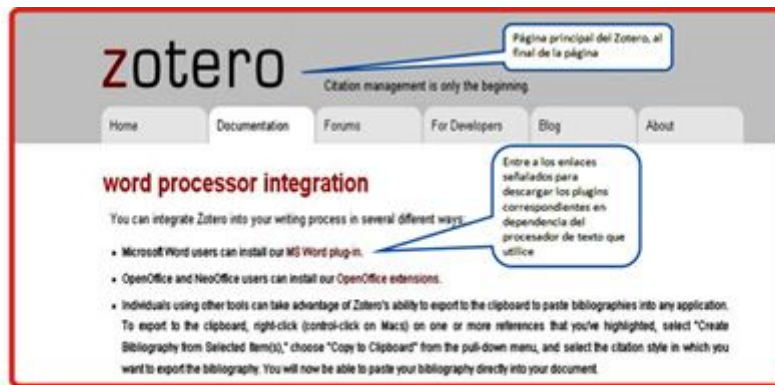 zotero
Citation management is only the beginning.
Página principal del Zotero, al
final de la página
Home
Documentation
Forums
For Developers
Blog
About
word processor integration
You can integrate Zotero into your writing process in several different ways:
Entre a los enlaces
señalados para
descargar los plugins
correspondientes en
dependencia del
procesador de texto que
utilice
• Microsoft Word users can install our MS Word plug-in.
• OpenOffice and NeoOffice users can install our OpenOffice extensions.
• Individuals using other tools can take advantage of Zotero's ability to export to the clipboard to paste bibliographies into any application.
To export to the clipboard, right-click (control-click on Macs) on one or more references that you've highlighted, select "Create
Bibliography from Selected Item(s)," choose "Copy to Clipboard" from the pull-down menu, and select the citation style in which you
want to export the bibliography. You will now be able to paste your bibliography directly into your document.